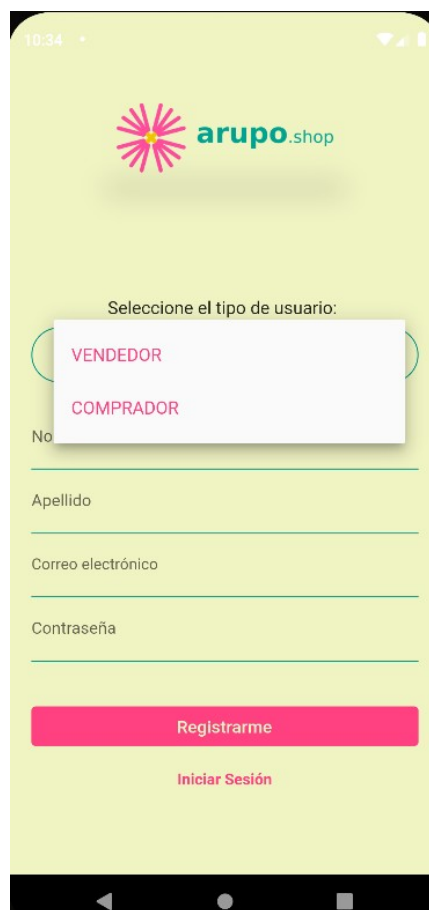 10:34
arupo.shop
Seleccione el tipo de usuario:
VENDEDOR
COMPRADOR
No
Apellido
Correo electrónico
Contraseña
Registrarme
Iniciar Sesión